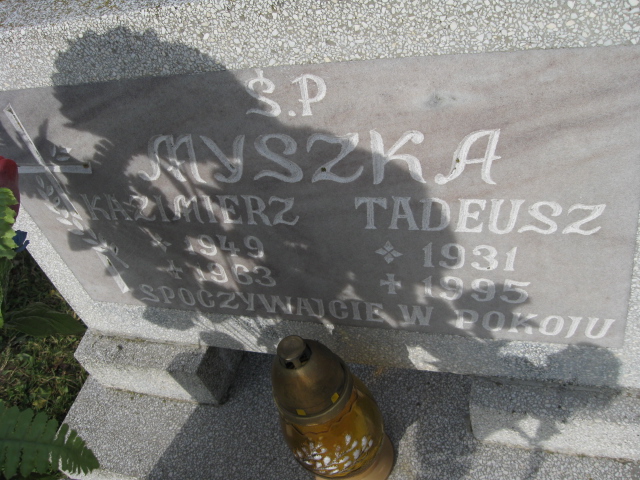 Ś.P
MYSZKA
KAZIMIERZ TADEUSZ
1949 1931
1963 1995
SPOCZYWAJCIE W POKOJU